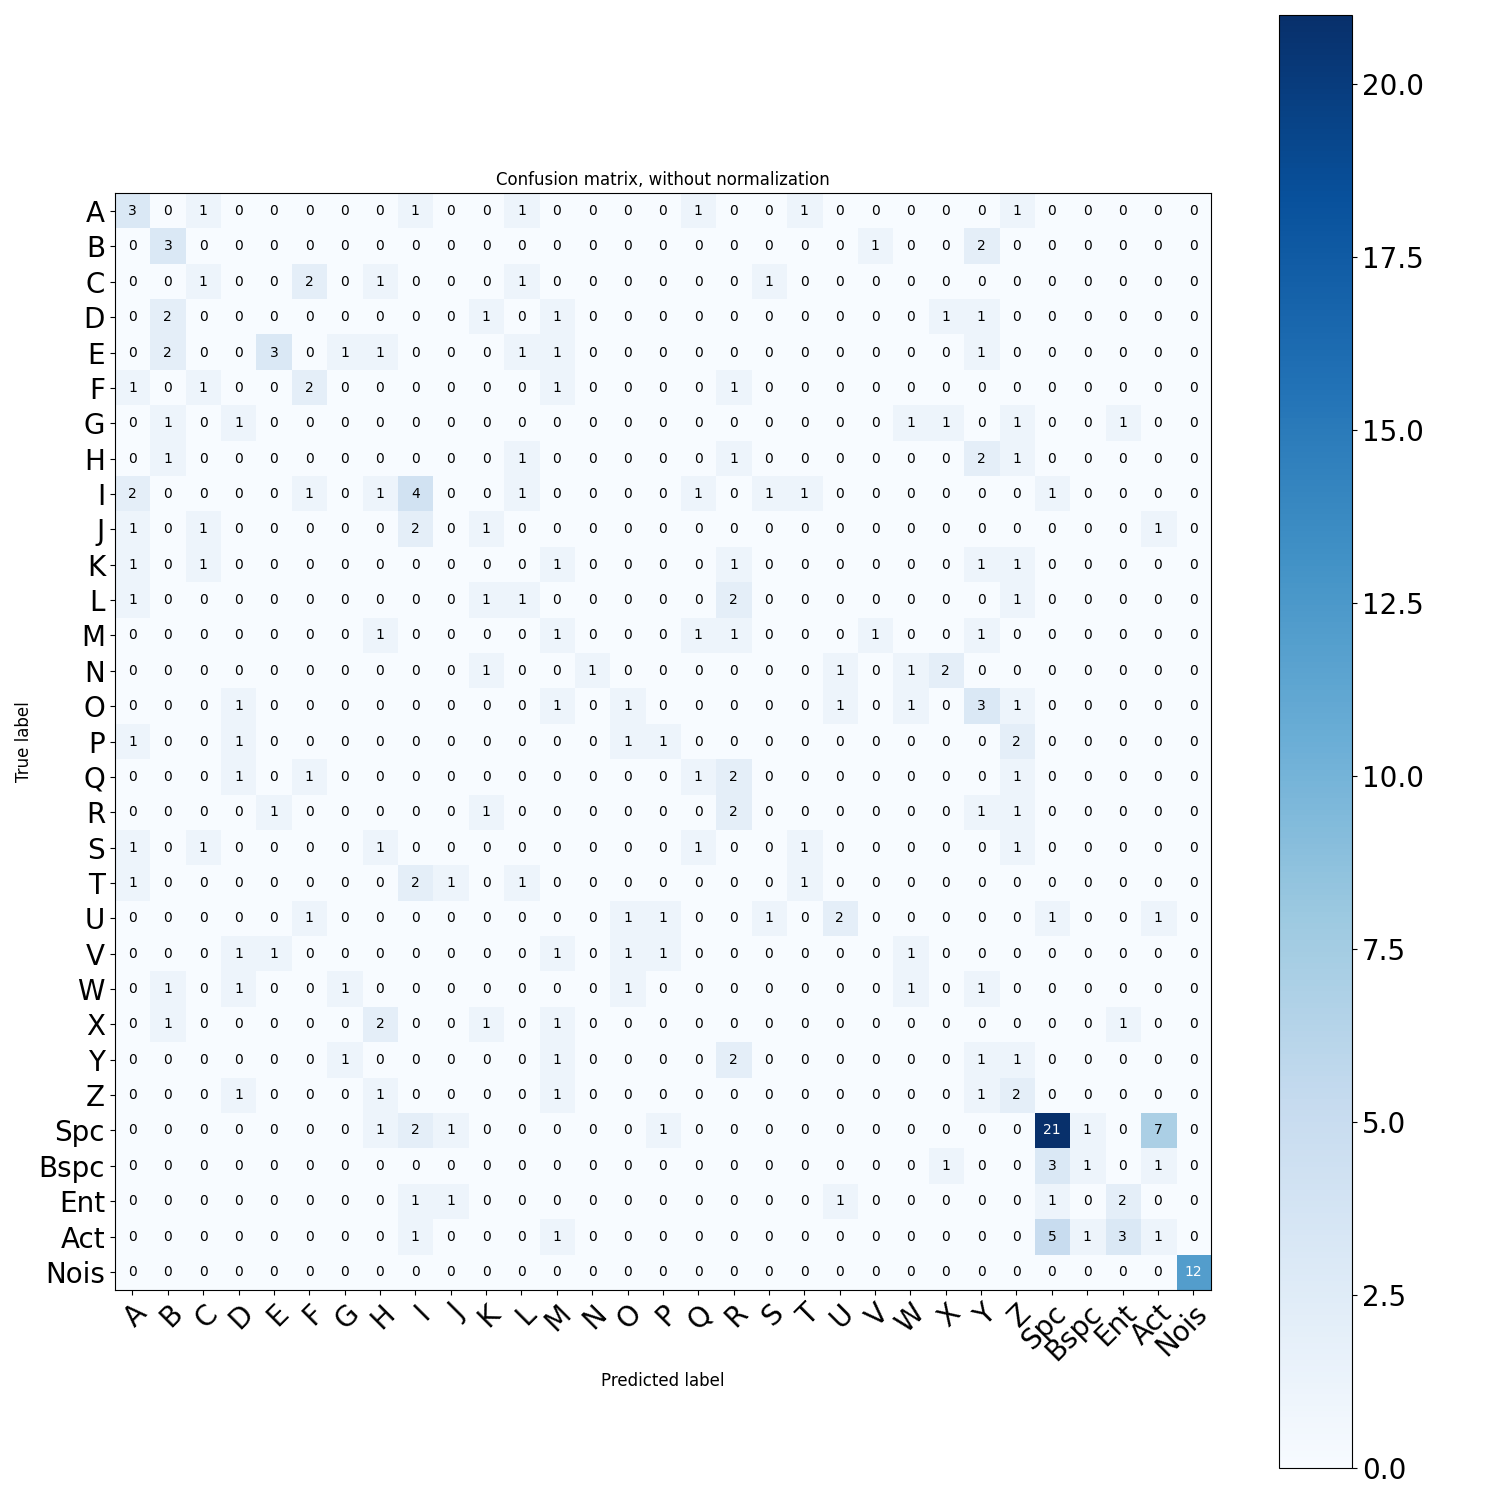 Confusion matrix, without normalization
A 3 0 1 0 0 0 0 0 1 0 0 1 0 0 0 0 1 0 0 1 0 0 0 0 0 1 0 0 0 0 0
B 0 3 0 0 0 0 0 0 0 0 0 0 0 0 0 0 0 0 0 0 0 1 0 0 2 0 0 0 0 0 0
C 0 0 1 0 0 2 0 1 0 0 0 1 0 0 0 0 0 0 1 0 0 0 0 0 0 0 0 0 0 0 0
D 0 2 0 0 0 0 0 0 0 0 1 0 1 0 0 0 0 0 0 0 0 0 0 1 1 0 0 0 0 0 0
E 0 2 0 0 3 0 1 1 0 0 0 1 1 0 0 0 0 0 0 0 0 0 0 0 1 0 0 0 0 0 0
F 1 0 1 0 0 2 0 0 0 0 0 0 1 0 0 0 0 1 0 0 0 0 0 0 0 0 0 0 0 0 0
G 0 1 0 1 0 0 0 0 0 0 0 0 0 0 0 0 0 0 0 0 0 0 1 1 0 1 0 0 1 0 0
H 0 1 0 0 0 0 0 0 0 0 0 1 0 0 0 0 0 1 0 0 0 0 0 0 2 1 0 0 0 0 0
I 2 0 0 0 0 1 0 1 4 0 0 1 0 0 0 0 1 0 1 1 0 0 0 0 0 0 1 0 0 0 0
J 1 0 1 0 0 0 0 0 2 0 1 0 0 0 0 0 0 0 0 0 0 0 0 0 0 0 0 0 0 1 0
K 1 0 1 0 0 0 0 0 0 0 0 0 1 0 0 0 0 1 0 0 0 0 0 0 1 1 0 0 0 0 0
L 1 0 0 0 0 0 0 0 0 0 1 1 0 0 0 0 0 2 0 0 0 0 0 0 0 1 0 0 0 0 0
M 0 0 0 0 0 0 0 1 0 0 0 0 1 0 0 0 1 1 0 0 0 1 0 0 1 0 0 0 0 0 0
N 0 0 0 0 0 0 0 0 0 0 1 0 0 1 0 0 0 0 0 0 1 0 1 2 0 0 0 0 0 0 0
O 0 0 0 1 0 0 0 0 0 0 0 0 1 0 1 0 0 0 0 0 1 0 1 0 3 1 0 0 0 0 0
P 1 0 0 1 0 0 0 0 0 0 0 0 0 0 1 1 0 0 0 0 0 0 0 0 0 2 0 0 0 0 0
Q 0 0 0 1 0 1 0 0 0 0 0 0 0 0 0 0 1 2 0 0 0 0 0 0 0 1 0 0 0 0 0
R 0 0 0 0 1 0 0 0 0 0 1 0 0 0 0 0 0 2 0 0 0 0 0 0 1 1 0 0 0 0 0
S 1 0 1 0 0 0 0 1 0 0 0 0 0 0 0 0 1 0 0 1 0 0 0 0 0 1 0 0 0 0 0
T 1 0 0 0 0 0 0 0 2 1 0 1 0 0 0 0 0 0 0 1 0 0 0 0 0 0 0 0 0 0 0
U 0 0 0 0 0 1 0 0 0 0 0 0 0 0 1 1 0 0 1 0 2 0 0 0 0 0 1 0 0 1 0
V 0 0 0 1 1 0 0 0 0 0 0 0 1 0 1 1 0 0 0 0 0 0 1 0 0 0 0 0 0 0 0
W 0 1 0 1 0 0 1 0 0 0 0 0 0 0 1 0 0 0 0 0 0 0 1 0 1 0 0 0 0 0 0
X 0 1 0 0 0 0 0 2 0 0 1 0 1 0 0 0 0 0 0 0 0 0 0 0 0 0 0 0 1 0 0
Y 0 0 0 0 0 0 1 0 0 0 0 0 1 0 0 0 0 2 0 0 0 0 0 0 1 1 0 0 0 0 0
Z 0 0 0 1 0 0 0 1 0 0 0 0 1 0 0 0 0 0 0 0 0 0 0 0 1 2 0 0 0 0 0
Spc 0 0 0 0 0 0 0 1 2 1 0 0 0 0 0 1 0 0 0 0 0 0 0 0 0 0 21 1 0 7 0
Bspc 0 0 0 0 0 0 0 0 0 0 0 0 0 0 0 0 0 0 0 0 0 0 0 1 0 0 3 1 0 1 0
Ent 0 0 0 0 0 0 0 0 1 1 0 0 0 0 0 0 0 0 0 0 1 0 0 0 0 0 1 0 2 0 0
Act 0 0 0 0 0 0 0 0 1 0 0 0 1 0 0 0 0 0 0 0 0 0 0 0 0 0 5 1 3 1 0
Nois 0 0 0 0 0 0 0 0 0 0 0 0 0 0 0 0 0 0 0 0 0 0 0 0 0 0 0 0 0 0 12
A B C D E F G H I J K L M N O P Q R S T U V W X Y Z Spc Bspc Ent Act Nois
Predicted label
True label
20.0
17.5
15.0
12.5
10.0
7.5
5.0
2.5
0.0